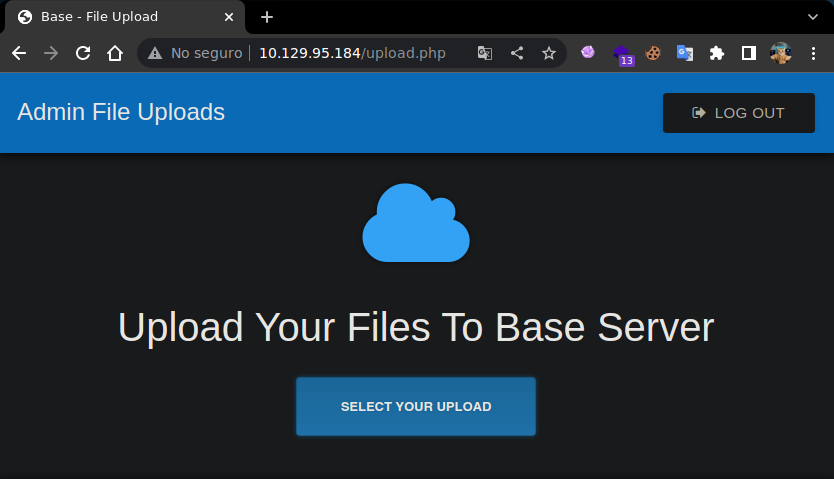 Base - File Upload
No seguro 10.129.95.184/upload.php
13
Admin File Uploads
LOG OUT
Upload Your Files To Base Server
SELECT YOUR UPLOAD